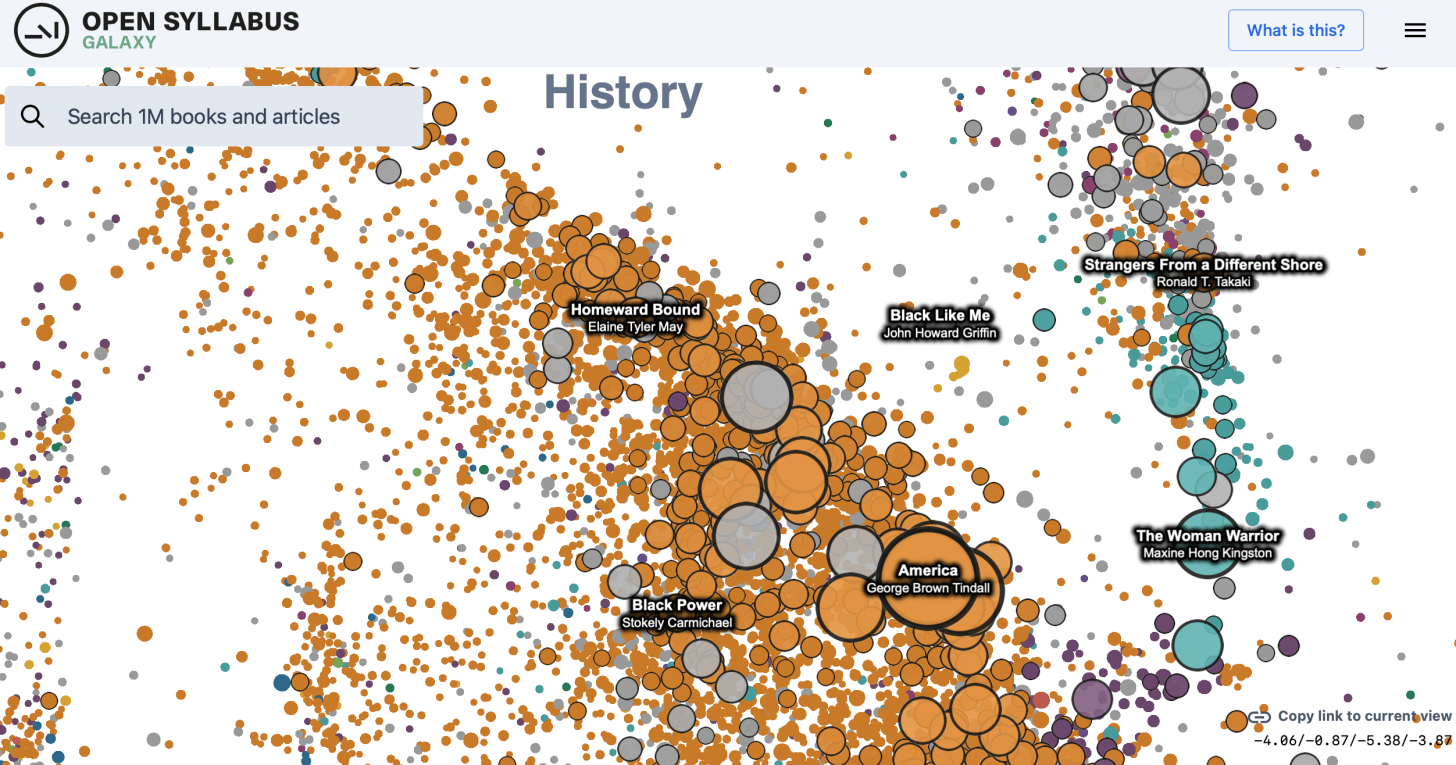 OPEN SYLLABUS
GALAXY
What is this?
History
Search 1M books and articles
Strangers From a Different Shore
Ronald T. Takaki
Homeward Bound
Elaine Tyler May
Black Like Me
John Howard Griffin
The Woman Warrior
Maxine Hong Kingston
America
George Brown Tindall
Black Power
Stokely Carmichael
Copy link to current view
-4.06/-0.87/-5.38/-3.87